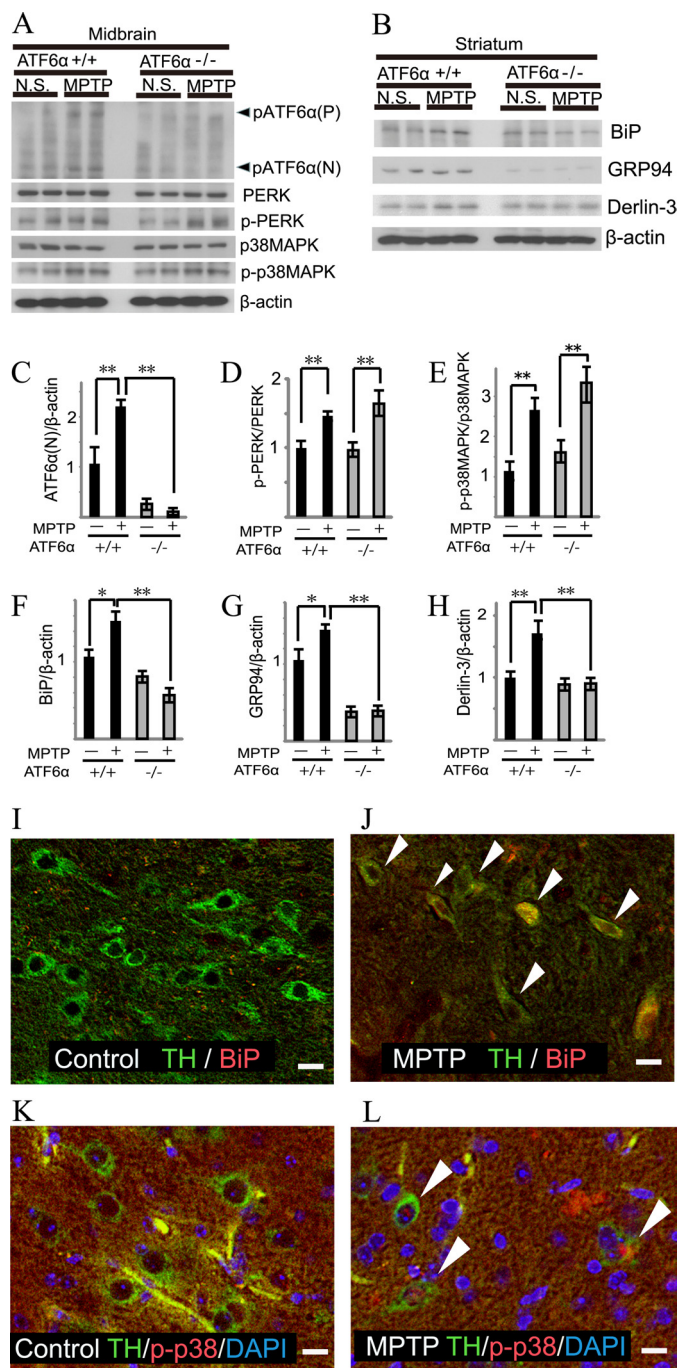 A
Midbrain
ATF6α +/+ ATF6α -/-
N.S. MPTP N.S. MPTP
pATF6α(P)
pATF6α(N)
PERK
p-PERK
p38MAPK
p-p38MAPK
β-actin
B
Striatum
ATF6α +/+ ATF6α -/-
N.S. MPTP N.S. MPTP
BiP
GRP94
Derlin-3
β-actin
C
ATF6α(N)/β-actin
2
1
** **
MPTP — + — +
ATF6α +/+ -/-
D
p-PERK/PERK
2
1
** **
— + — +
+/+ -/-
E
p-p38MAPK/p38MAPK
3
2
1
** **
MPTP — + — +
ATF6α +/+ -/-
F
BiP/β-actin
1
* **
MPTP — + — +
ATF6α +/+ -/-
G
GRP94/β-actin
1
* **
MPTP — + — +
ATF6α +/+ -/-
H
Derlin-3/β-actin
2
1
** **
MPTP — + — +
ATF6α +/+ -/-
I
Control TH / BiP
J
MPTP TH / BiP
K
Control TH/p-p38/DAPI
L
MPTP TH/p-p38/DAPI